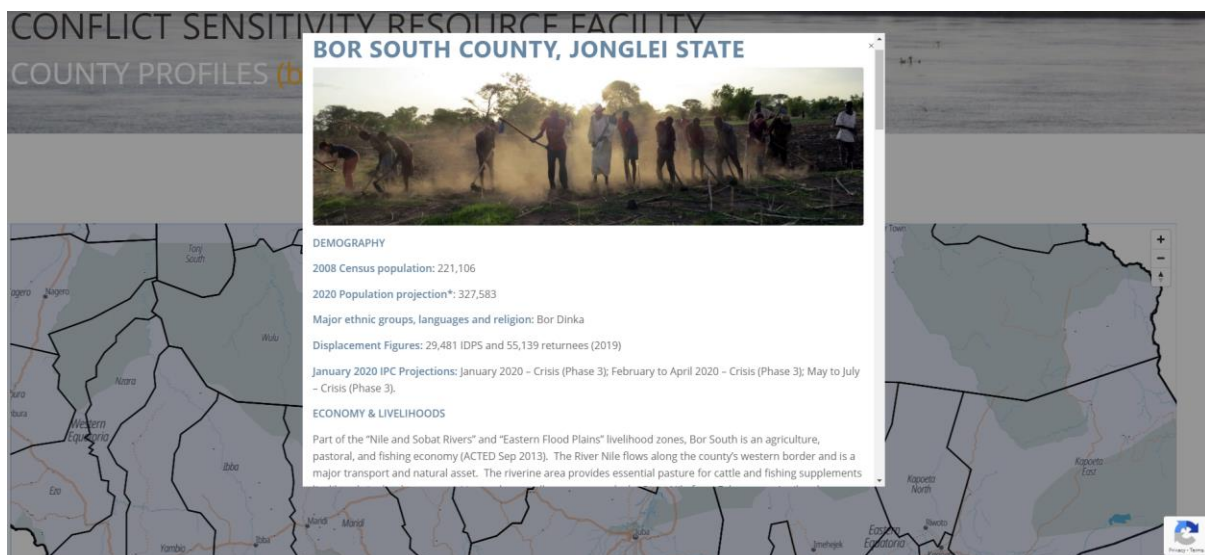 CONFLICT SENSITIVITY RESOURCE FACILITY
COUNTY PROFILES (b
BOR SOUTH COUNTY, JONGLEI STATE
×
DEMOGRAPHY
2008 Census population: 221,106
2020 Population projection*: 327,583
Major ethnic groups, languages and religion: Bor Dinka
Displacement Figures: 29,481 IDPS and 55,139 returnees (2019)
January 2020 IPC Projections: January 2020 – Crisis (Phase 3); February to April 2020 – Crisis (Phase 3); May to July
– Crisis (Phase 3).
ECONOMY & LIVELIHOODS
Part of the “Nile and Sobat Rivers” and “Eastern Flood Plains” livelihood zones, Bor South is an agriculture,
pastoral, and fishing economy (ACTED Sep 2013). The River Nile flows along the county’s western border and is a
major transport and natural asset. The riverine area provides essential pasture for cattle and fishing supplements
Tonj
South
Nagero
Wulu
Nzara
Western
Equatoria
Ibba
Ezo
Maridi
Maridi
Yambio
Ibba
Juba
Town
+
−
Kapoeta
East
Kapoeta
North
Eastern
Equatoria
Imehejek
Privacy - Terms